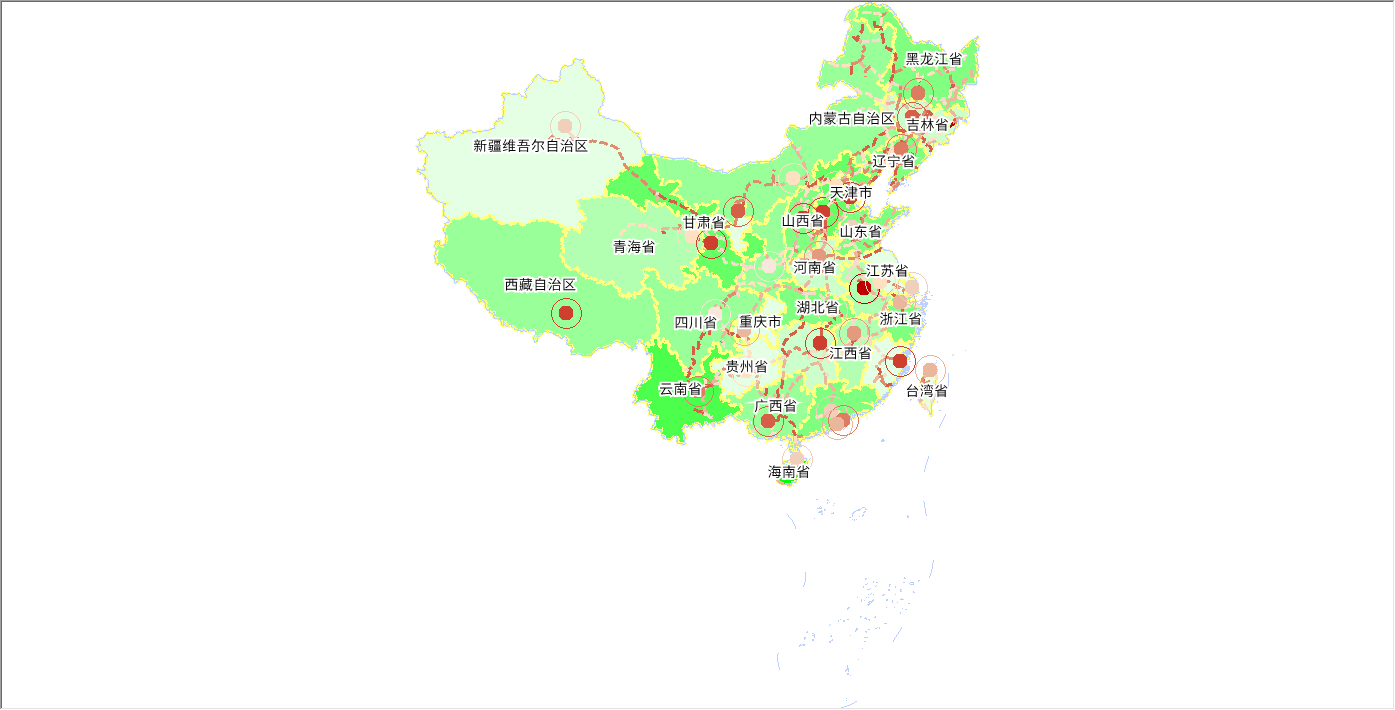 黑龙江省
内蒙古自治区
吉林省
新疆维吾尔自治区
辽宁省
天津市
甘肃省
山西省
山东省
青海省
河南省
江苏省
西藏自治区
湖北省
四川省
重庆市
浙江省
江西省
贵州省
云南省
台湾省
广西省
海南省